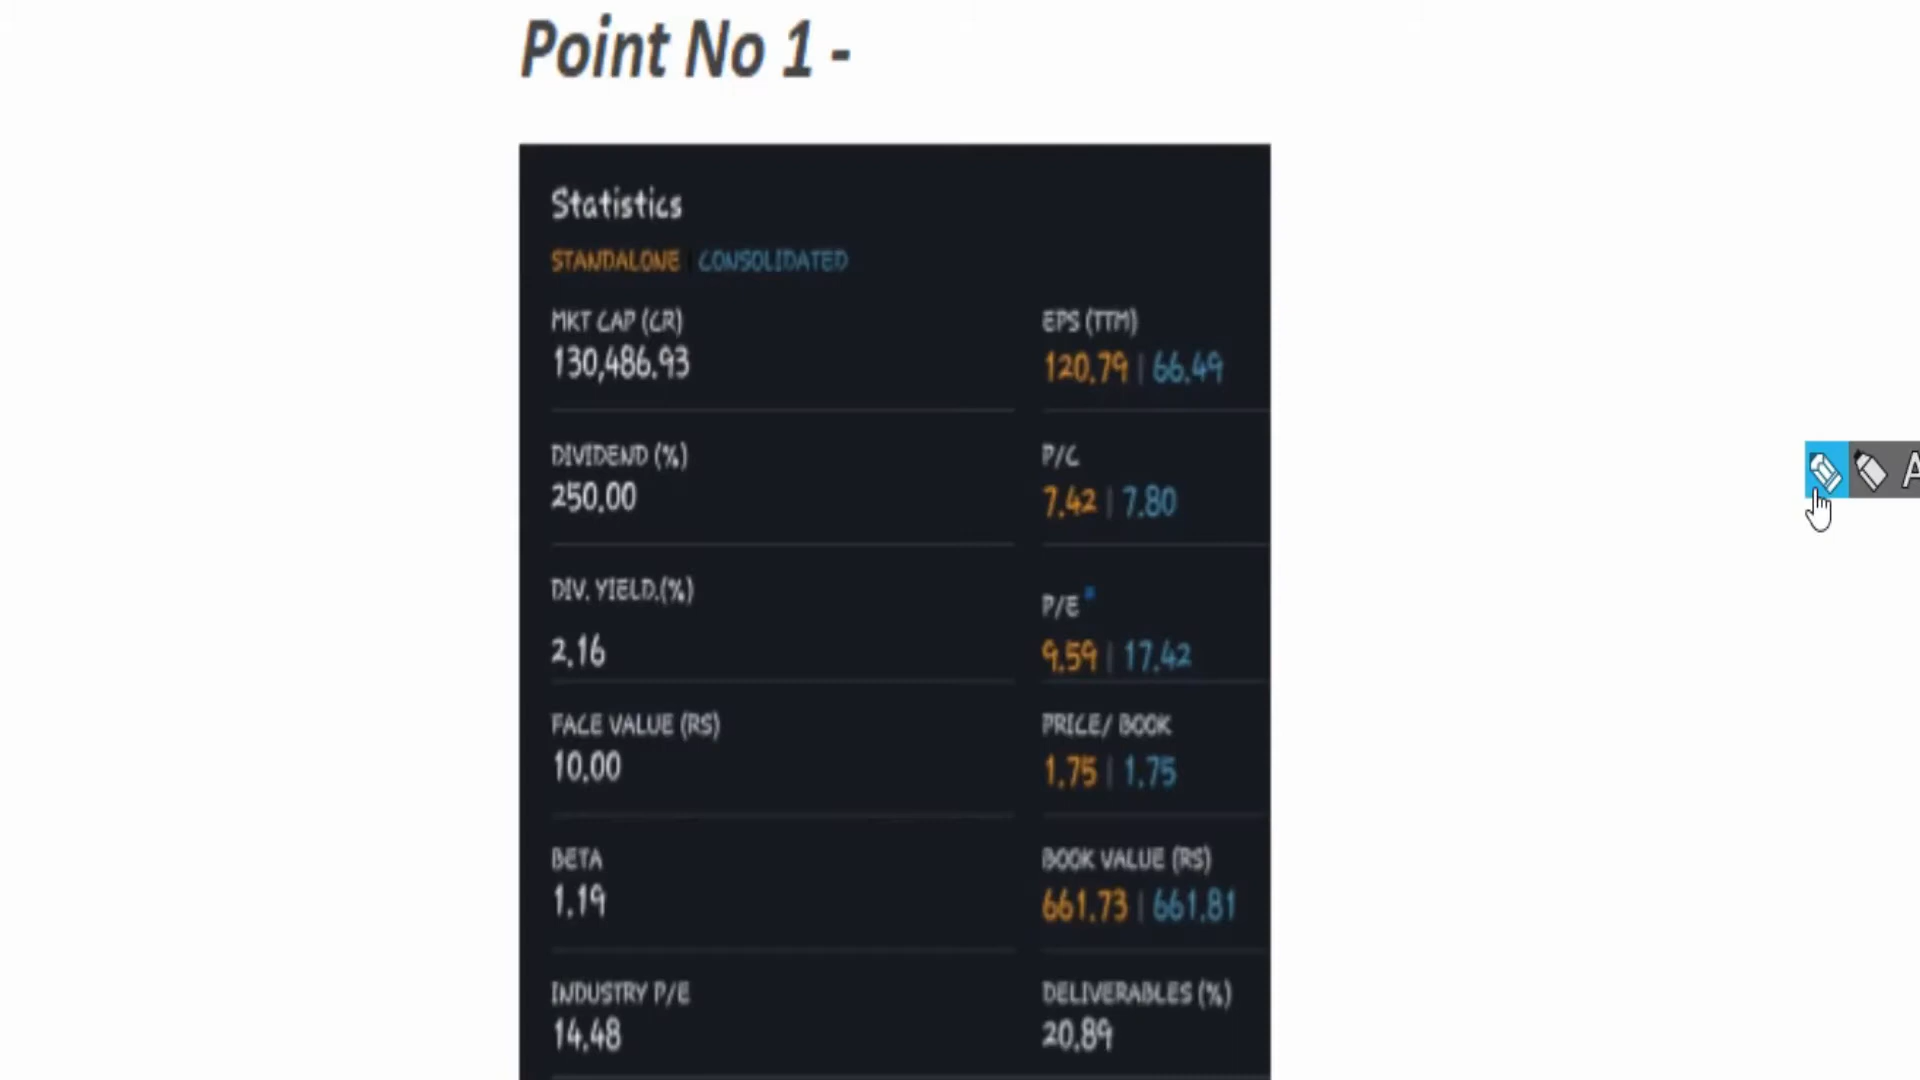 Point No 1 -
Statistics
STANDALONE | CONSOLIDATED
MKT CAP (CR)
130,486.93
EPS (TTM)
120.79 | 66.49
DIVIDEND (%)
250.00
P/C
7.42 | 7.80
DIV. YIELD.(%)
2.16
P/E
9.59 | 17.42
FACE VALUE (RS)
10.00
PRICE/ BOOK
1.75 | 1.75
BETA
1.19
BOOK VALUE (RS)
661.73 | 661.81
INDUSTRY P/E
14.48
DELIVERABLES (%)
20.89
A